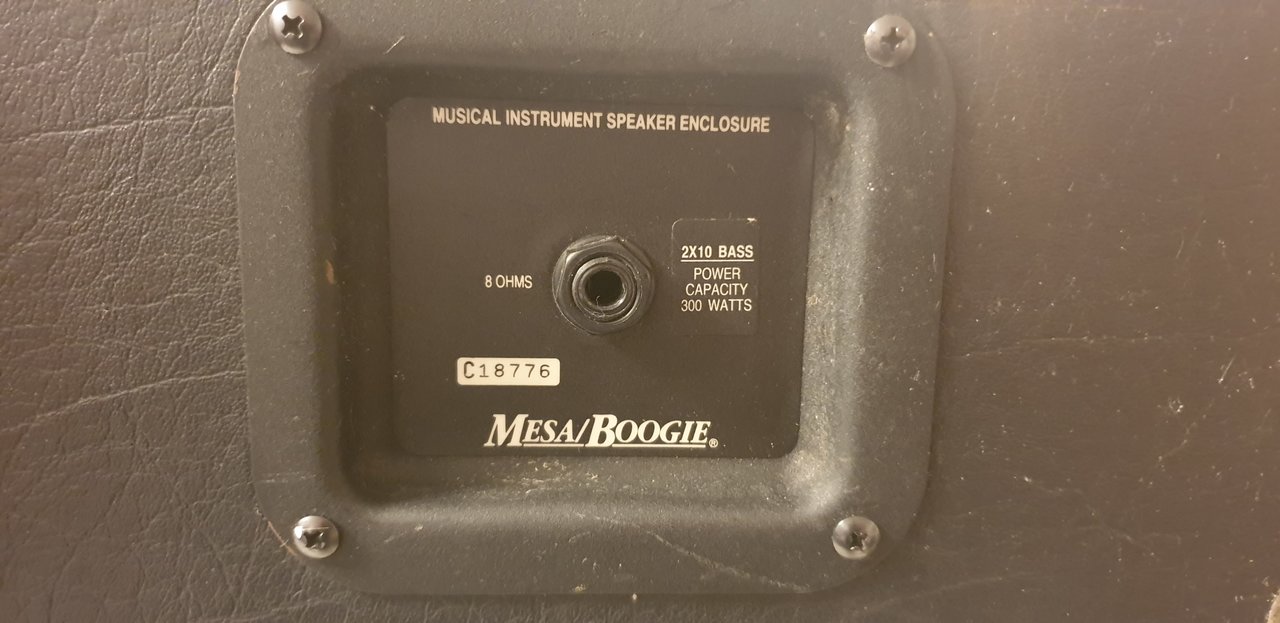 MUSICAL INSTRUMENT SPEAKER ENCLOSURE
8 OHMS
2X10 BASS
POWER
CAPACITY
300 WATTS
C18776
MESA/BOOGIE®